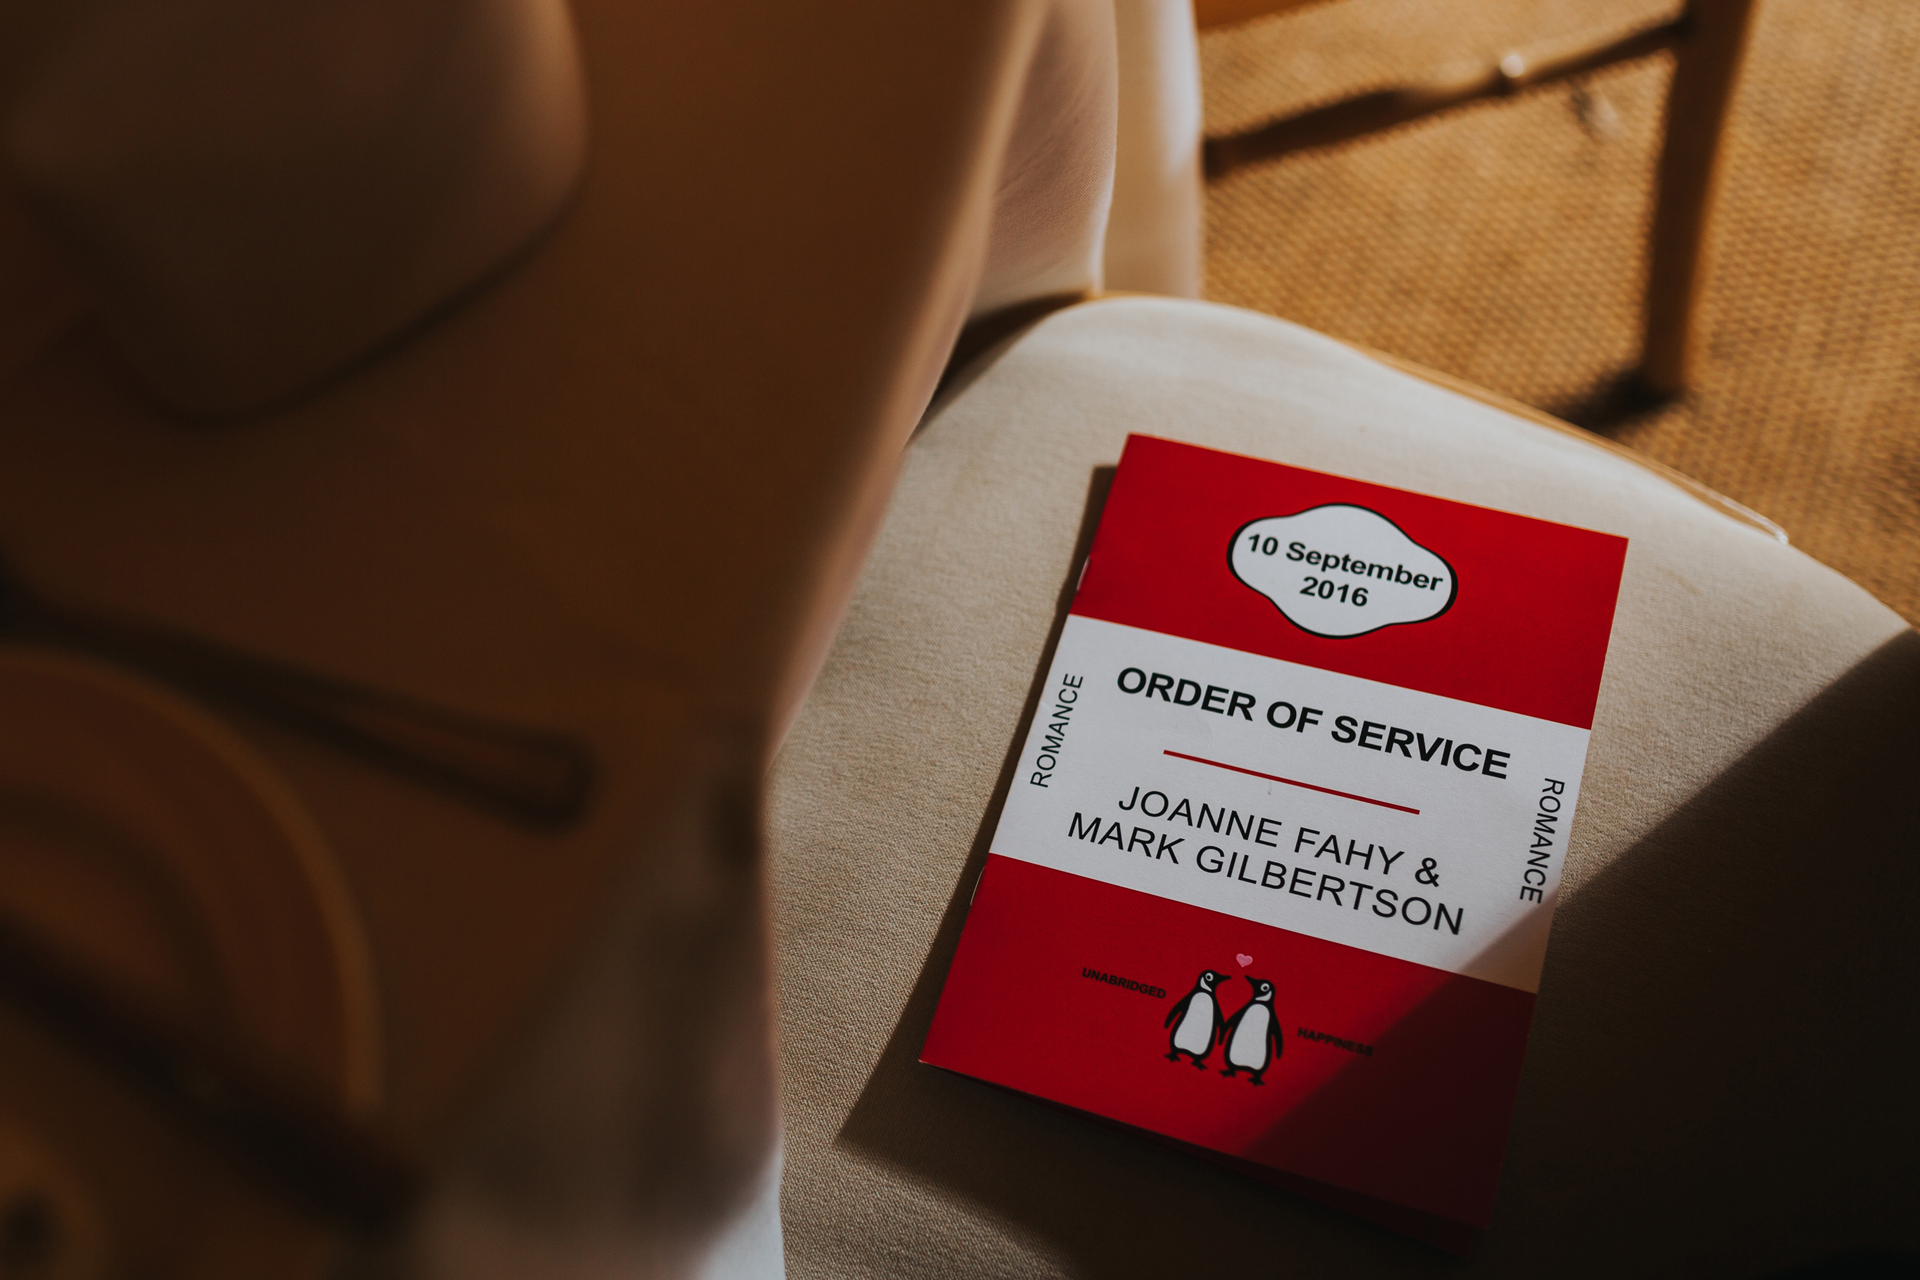 10 September
2016
ORDER OF SERVICE
ROMANCE
ROMANCE
JOANNE FAHY &
MARK GILBERTSON
UNABRIDGED
HAPPINESS